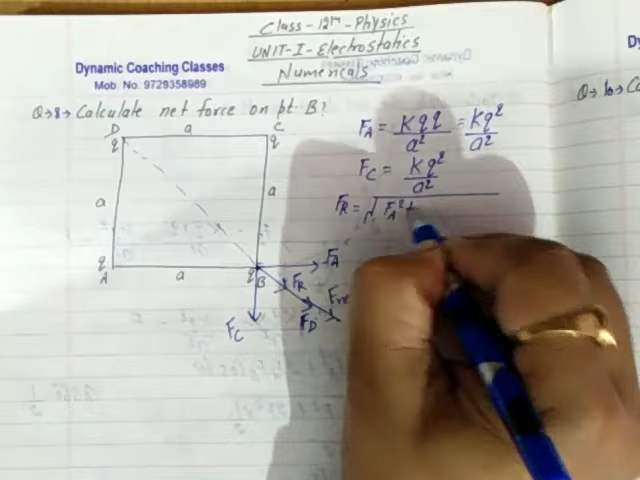 Class-12th-Physics
UNIT-I-Electrostatics
Numericals
Dynamic Coaching Classes
Mob. No. 9729358989
Q→8→ Calculate net force on pt. B?
D a C
q q
a a
q q
A a B
FA
FR
FD
Fnet
FC
FA = Kqq/a² = Kq²/a²
FC = Kq²/a²
FR = √FA²+
Dy
Q→10→ Ca